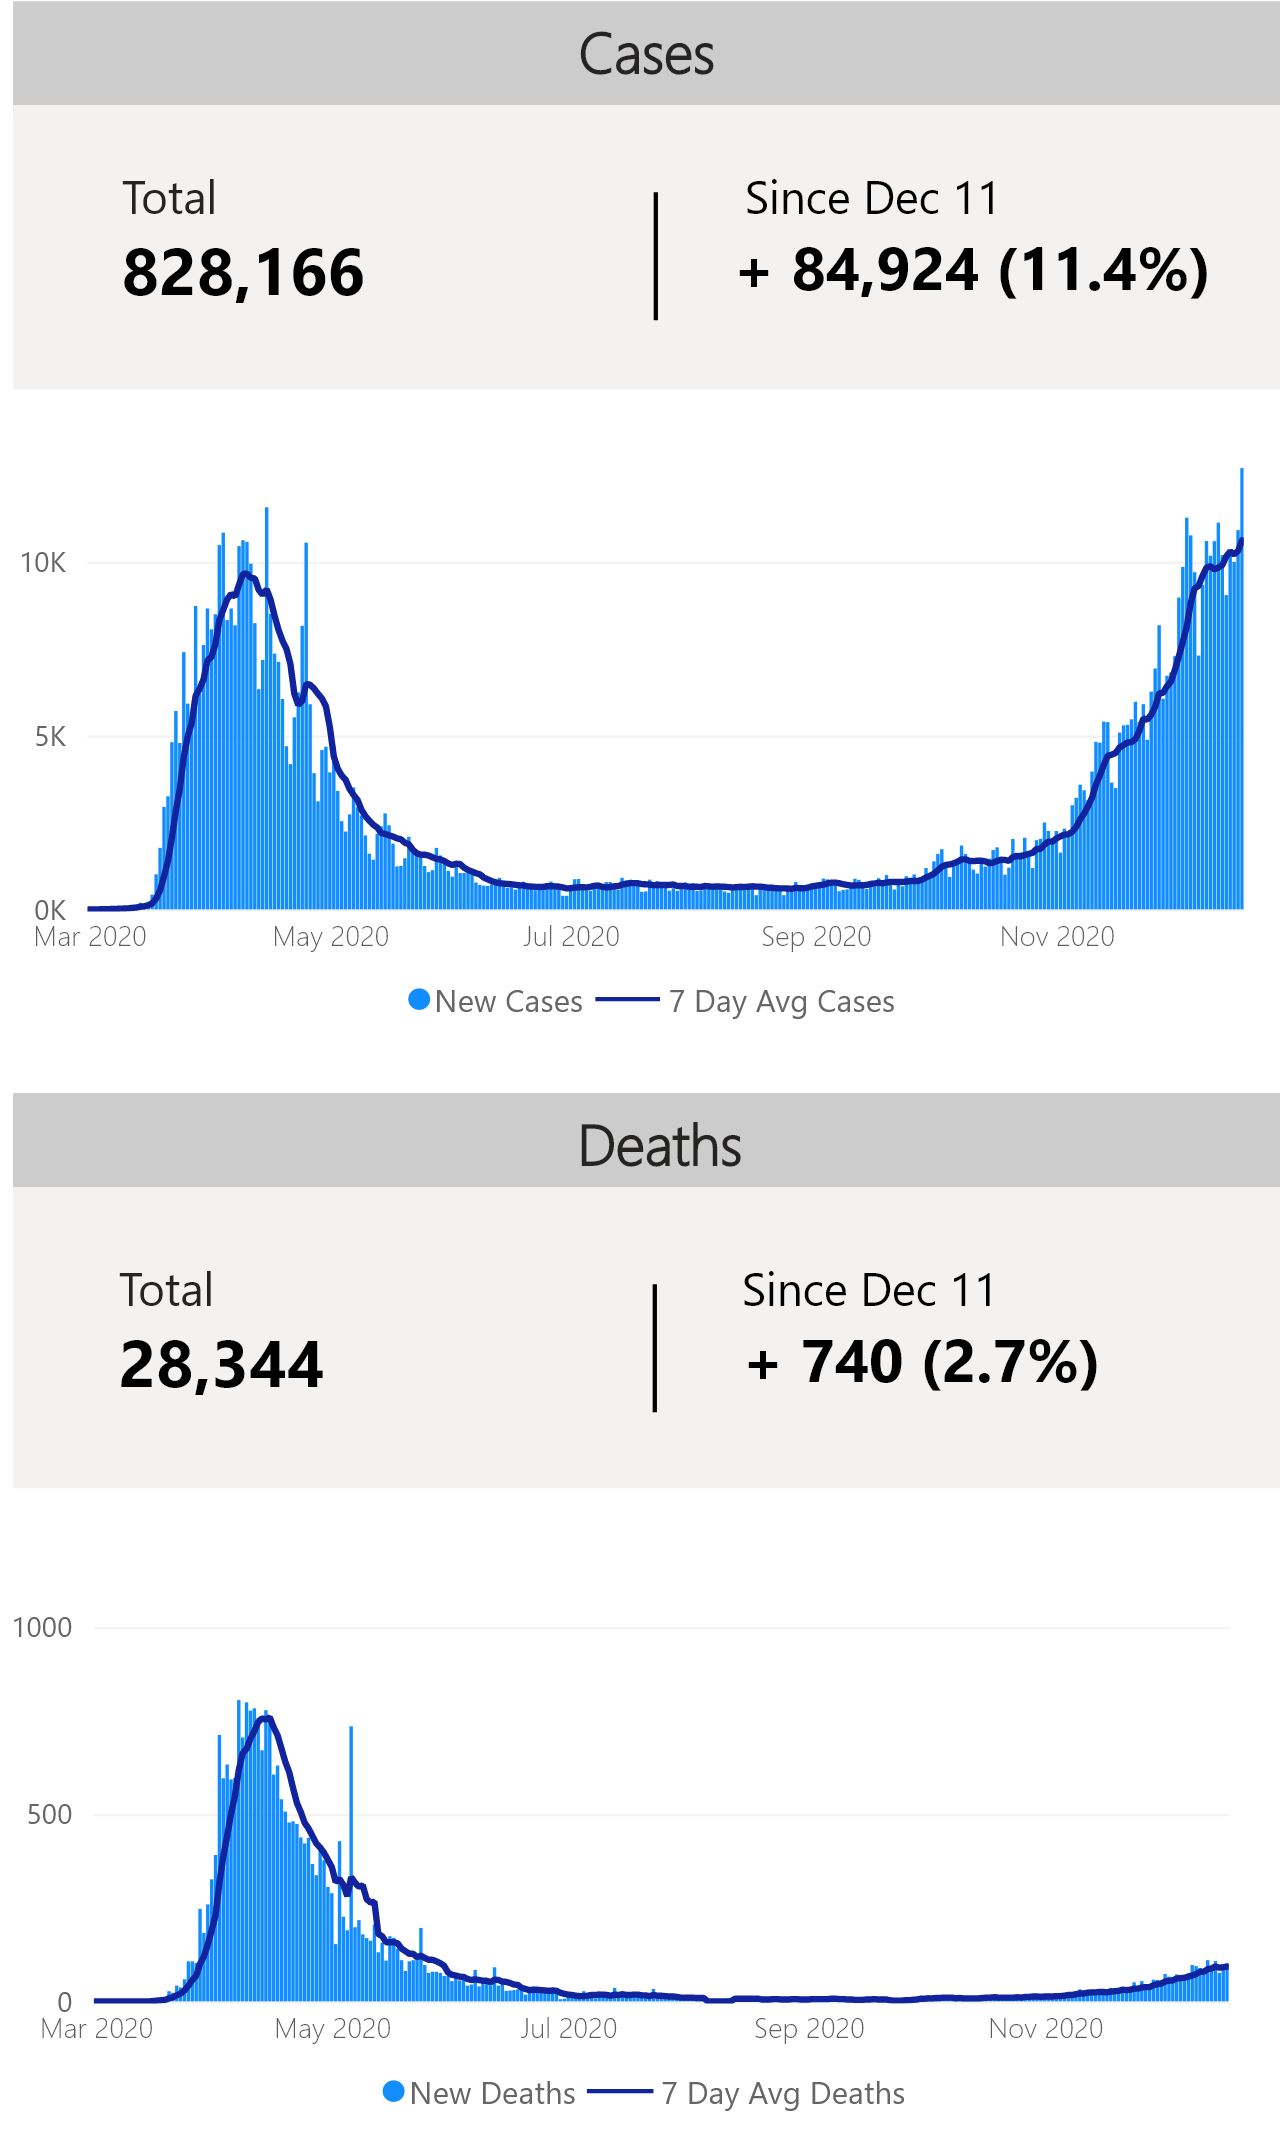 Cases
Total
Since Dec 11
828,166
+ 84,924 (11.4%)
10K
5K
0K
Mar 2020
May 2020
Jul 2020
Sep 2020
Nov 2020
New Cases
7 Day Avg Cases
Deaths
Total
Since Dec 11
28,344
+ 740 (2.7%)
1000
500
0
Mar 2020
May 2020
Jul 2020
Sep 2020
Nov 2020
New Deaths
7 Day Avg Deaths